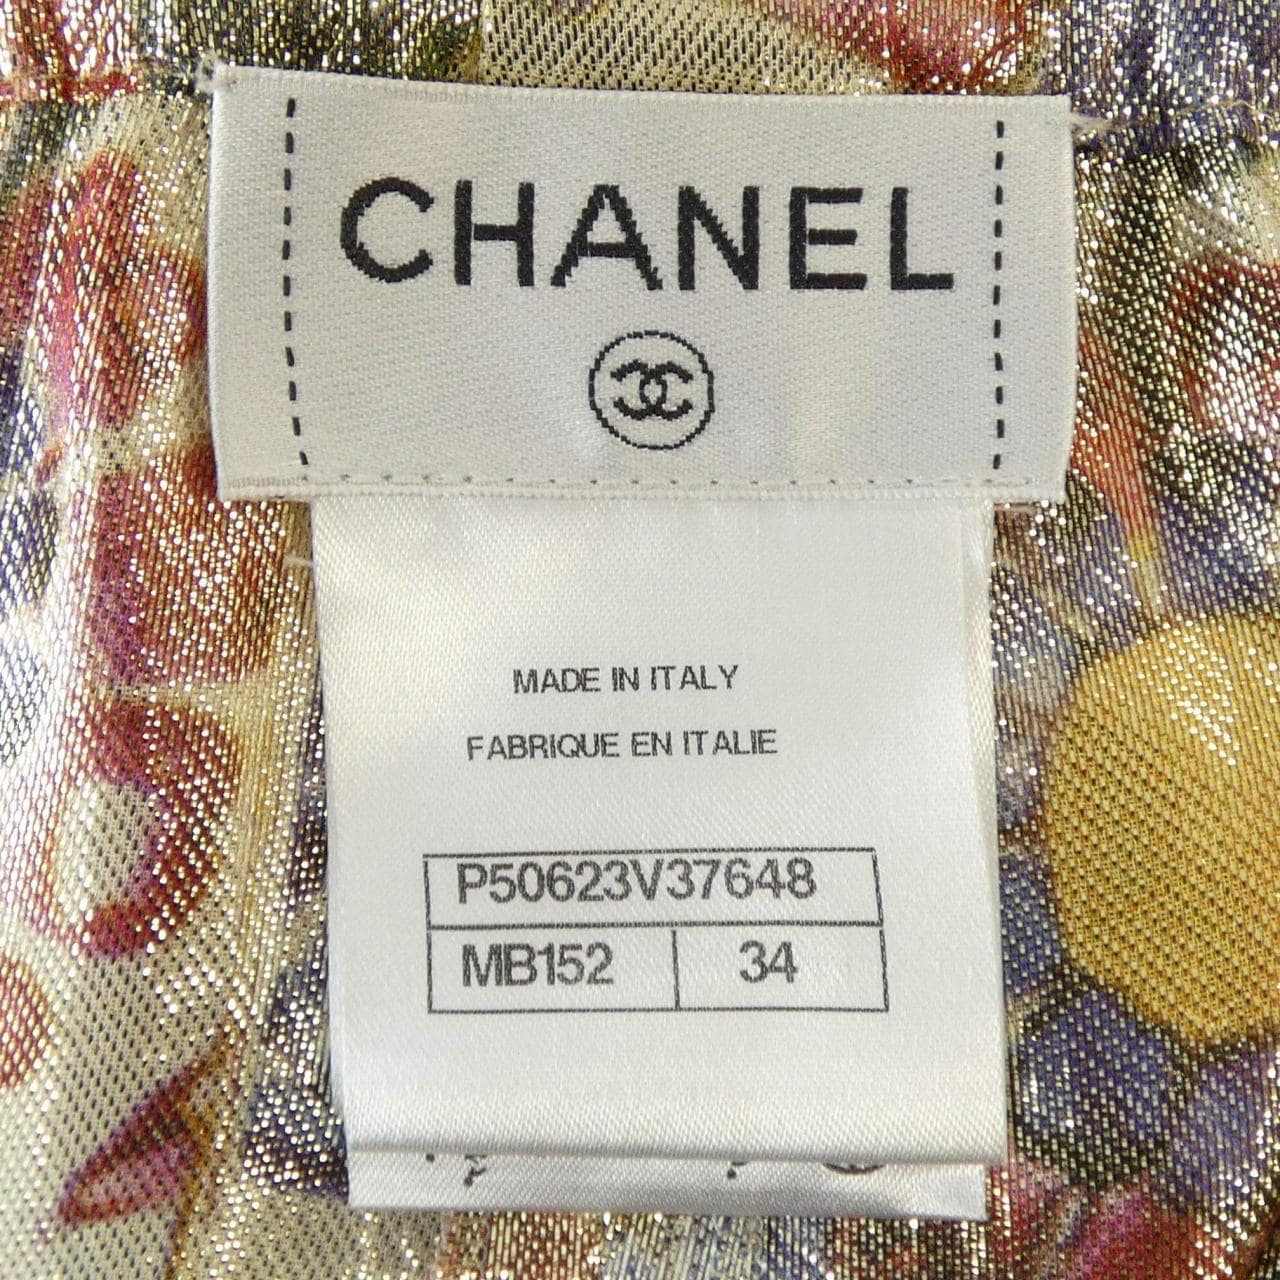 CHANEL
MADE IN ITALY
FABRIQUE EN ITALIE
P50623V37648
MB152 34